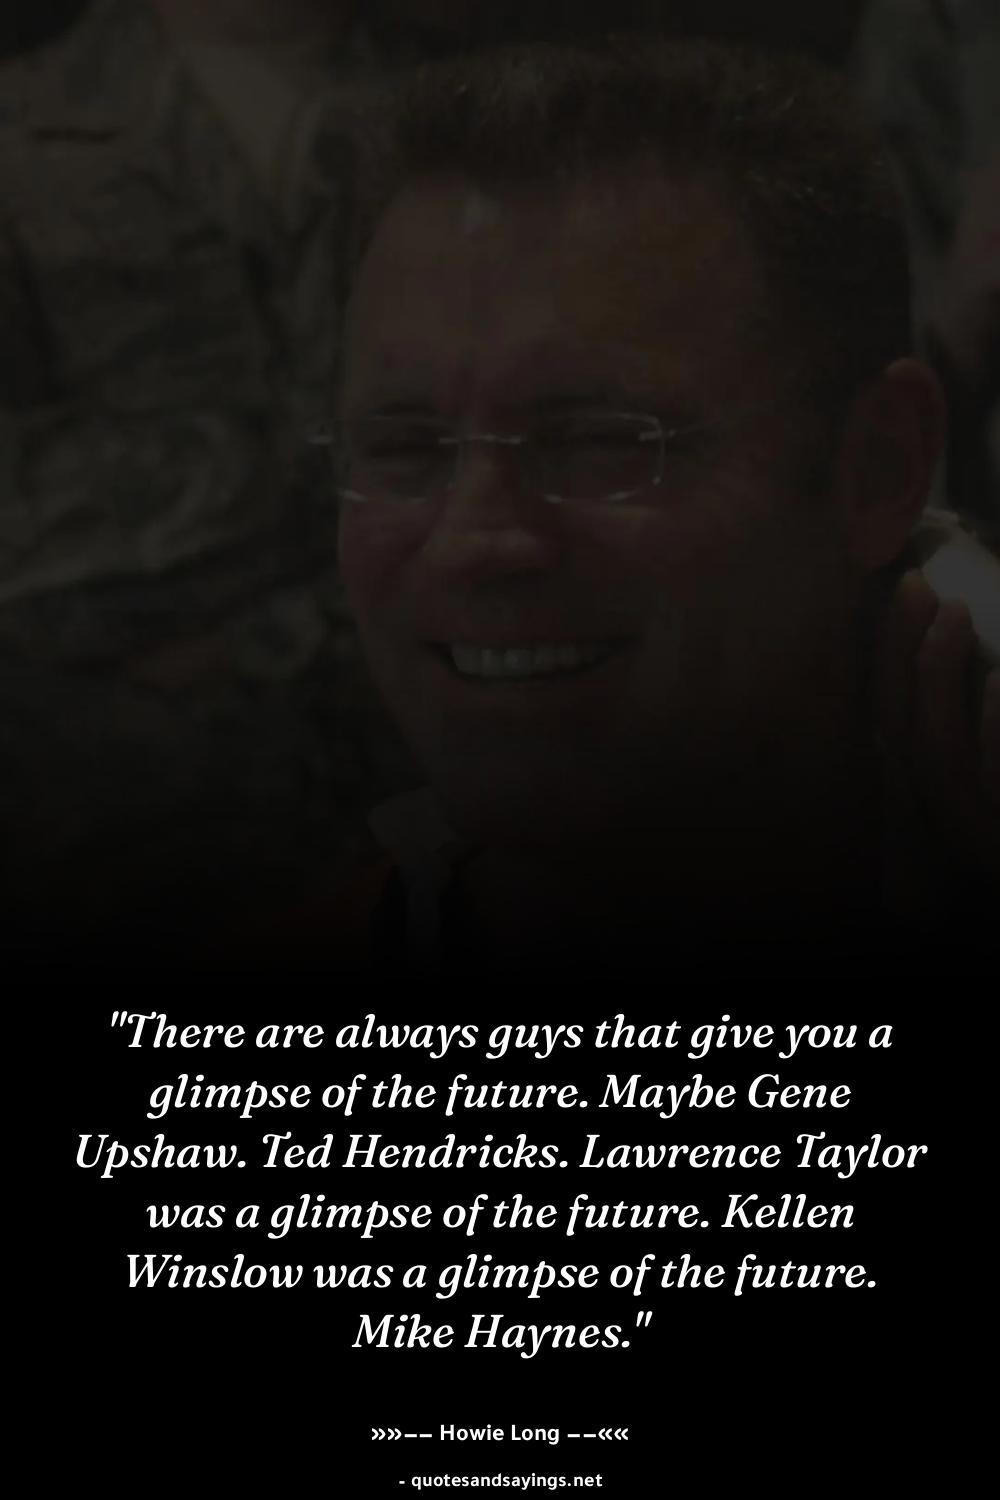 "There are always guys that give you a
glimpse of the future. Maybe Gene
Upshaw. Ted Hendricks. Lawrence Taylor
was a glimpse of the future. Kellen
Winslow was a glimpse of the future.
Mike Haynes."
»»−− Howie Long −−««
- quotesandsayings.net